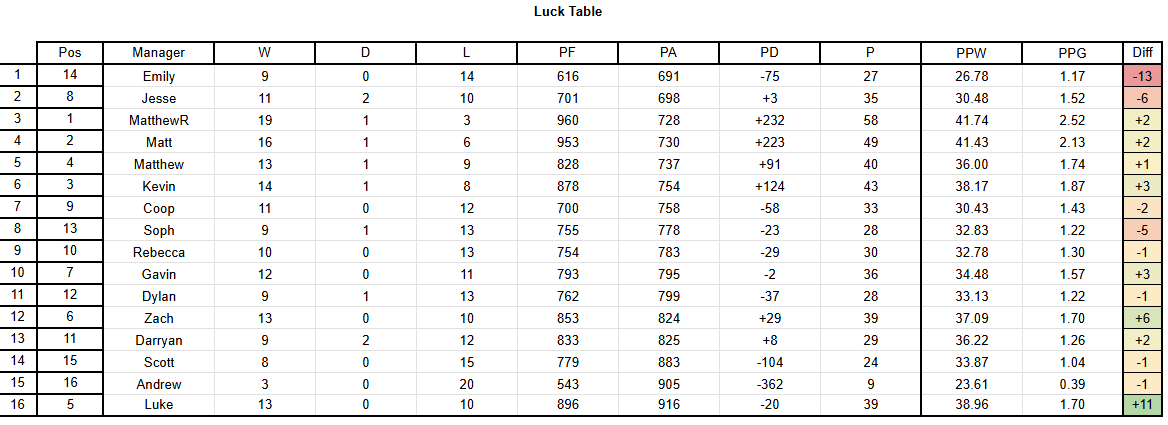 Luck Table
Pos Manager W D L PF PA PD P PPW PPG Diff
1 14 Emily 9 0 14 616 691 -75 27 26.78 1.17 -13
2 8 Jesse 11 2 10 701 698 +3 35 30.48 1.52 -6
3 1 MatthewR 19 1 3 960 728 +232 58 41.74 2.52 +2
4 2 Matt 16 1 6 953 730 +223 49 41.43 2.13 +2
5 4 Matthew 13 1 9 828 737 +91 40 36.00 1.74 +1
6 3 Kevin 14 1 8 878 754 +124 43 38.17 1.87 +3
7 9 Coop 11 0 12 700 758 -58 33 30.43 1.43 -2
8 13 Soph 9 1 13 755 778 -23 28 32.83 1.22 -5
9 10 Rebecca 10 0 13 754 783 -29 30 32.78 1.30 -1
10 7 Gavin 12 0 11 793 795 -2 36 34.48 1.57 +3
11 12 Dylan 9 1 13 762 799 -37 28 33.13 1.22 -1
12 6 Zach 13 0 10 853 824 +29 39 37.09 1.70 +6
13 11 Darryan 9 2 12 833 825 +8 29 36.22 1.26 +2
14 15 Scott 8 0 15 779 883 -104 24 33.87 1.04 -1
15 16 Andrew 3 0 20 543 905 -362 9 23.61 0.39 -1
16 5 Luke 13 0 10 896 916 -20 39 38.96 1.70 +11